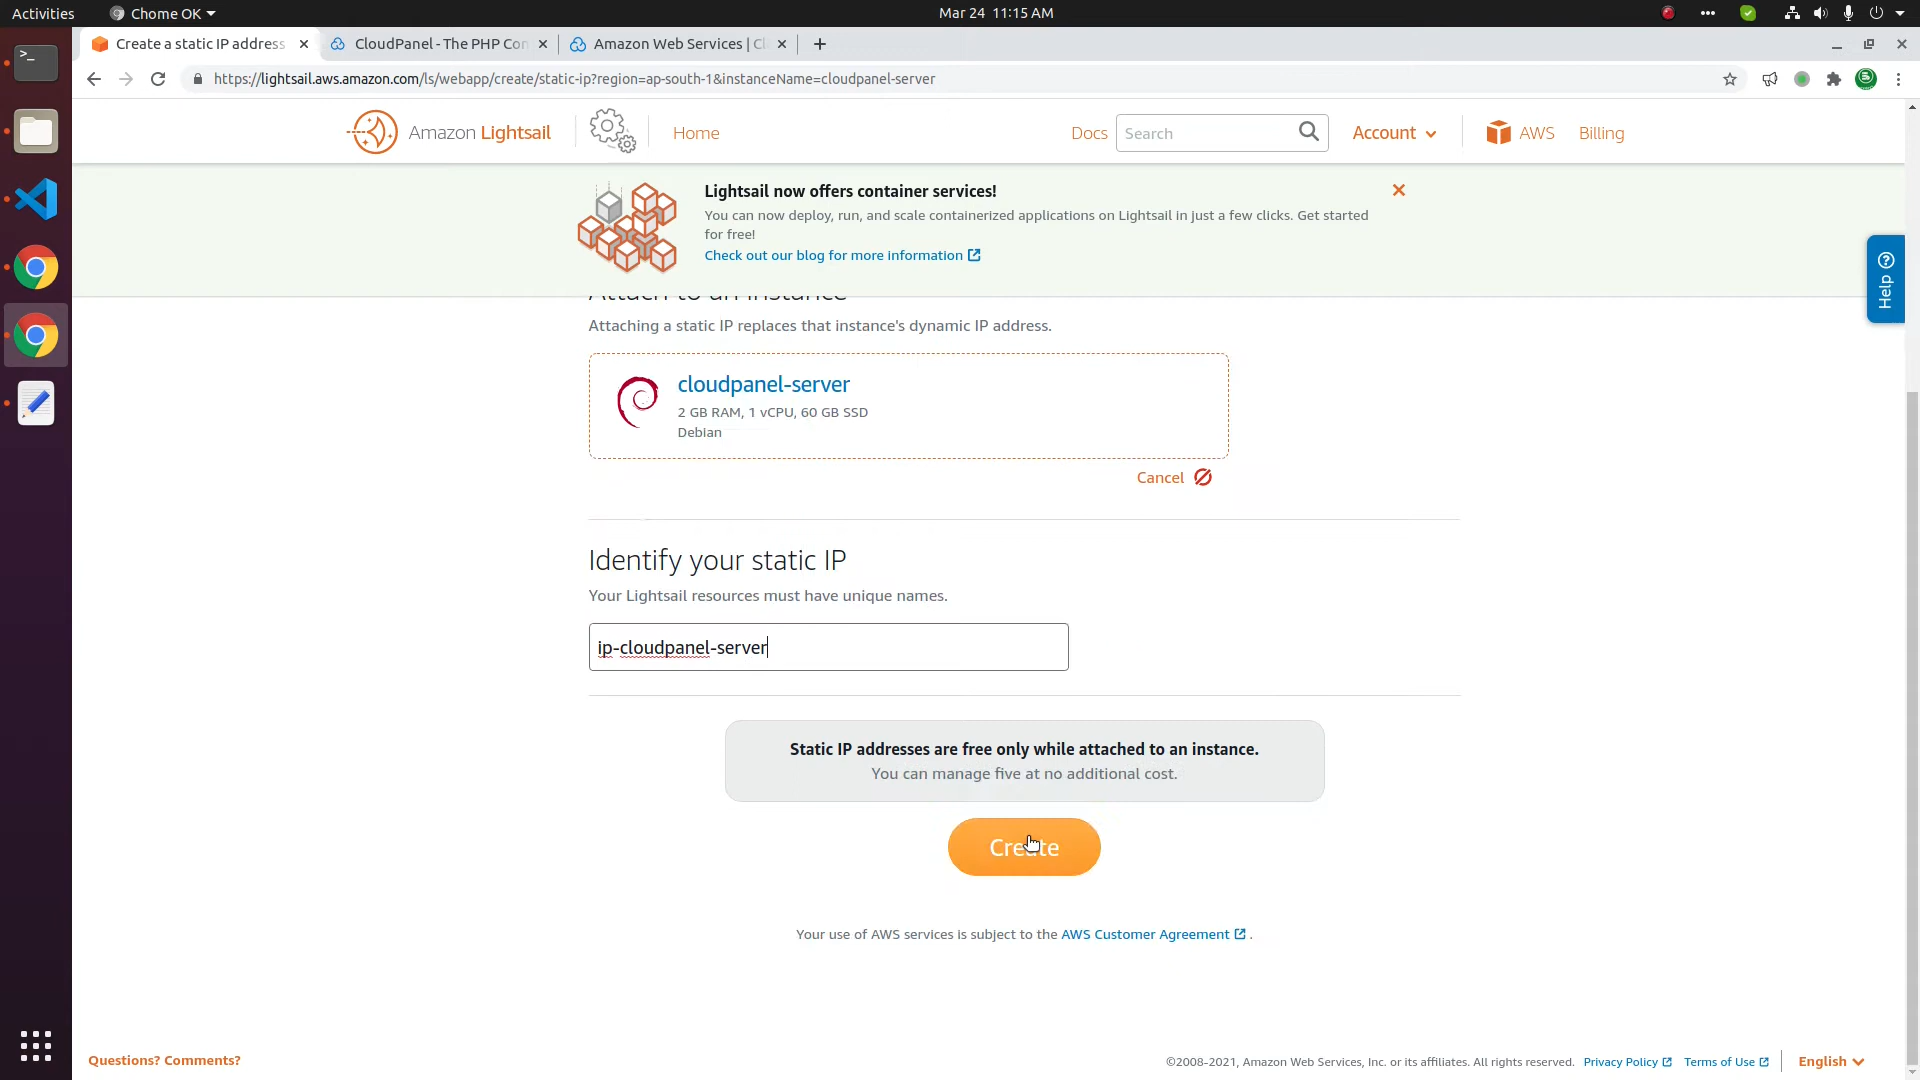 Activities
Chome OK
Mar 24 11:15 AM
Create a static IP address
CloudPanel - The PHP Con
Amazon Web Services | Cl
https://lightsail.aws.amazon.com/ls/webapp/create/static-ip?region=ap-south-1&instanceName=cloudpanel-server
Amazon Lightsail
Home
Docs
Search
Account
AWS
Billing
Lightsail now offers container services!
You can now deploy, run, and scale containerized applications on Lightsail in just a few clicks. Get started
for free!
Check out our blog for more information
Help
Attach to an instance
Attaching a static IP replaces that instance's dynamic IP address.
cloudpanel-server
2 GB RAM, 1 vCPU, 60 GB SSD
Debian
Cancel
Identify your static IP
Your Lightsail resources must have unique names.
ip-cloudpanel-server
Static IP addresses are free only while attached to an instance.
You can manage five at no additional cost.
Create
Your use of AWS services is subject to the AWS Customer Agreement .
Questions? Comments?
©2008-2021, Amazon Web Services, Inc. or its affiliates. All rights reserved.
Privacy Policy
Terms of Use
English